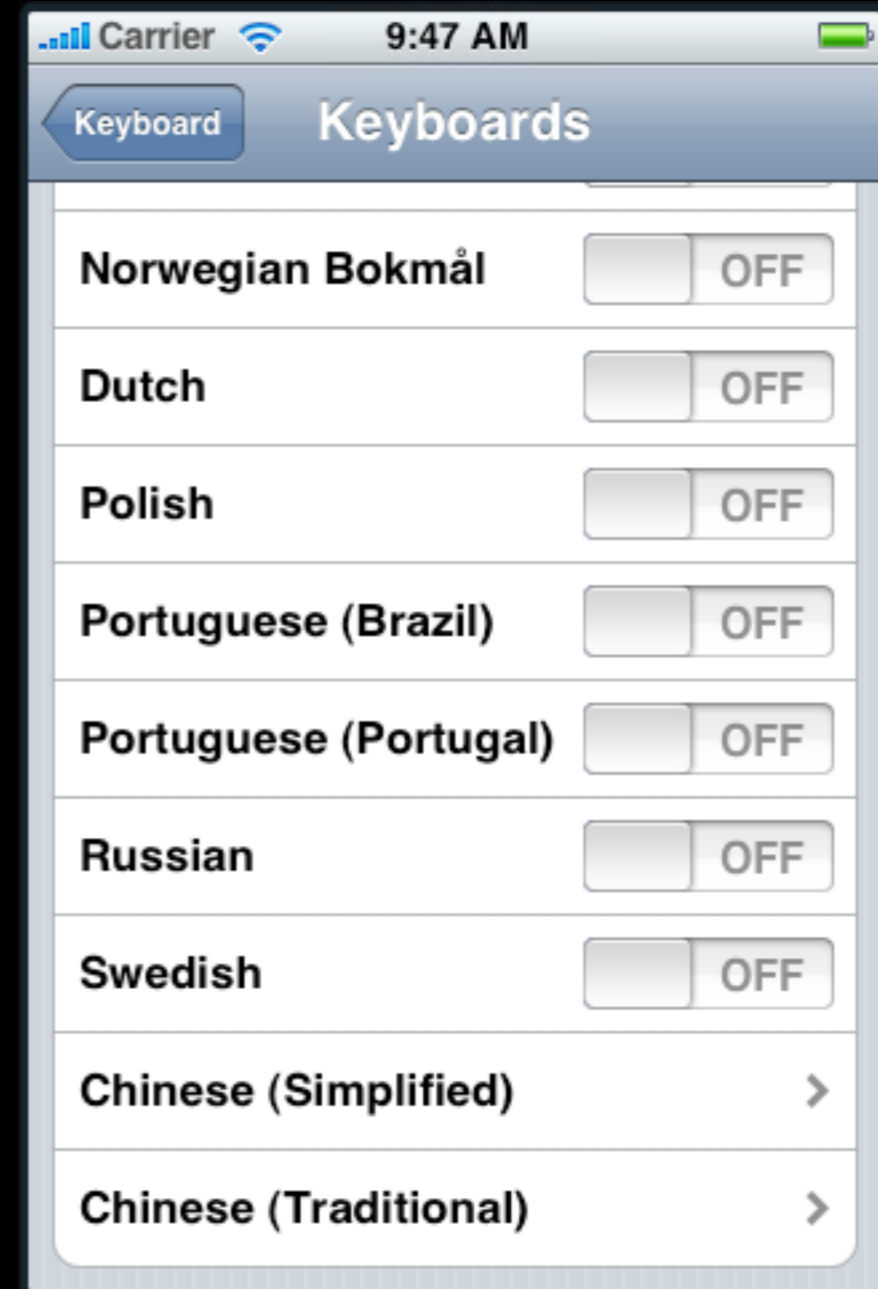 Carrier 9:47 AM
Keyboard Keyboards
Norwegian Bokmål OFF
Dutch OFF
Polish OFF
Portuguese (Brazil) OFF
Portuguese (Portugal) OFF
Russian OFF
Swedish OFF
Chinese (Simplified)
Chinese (Traditional)